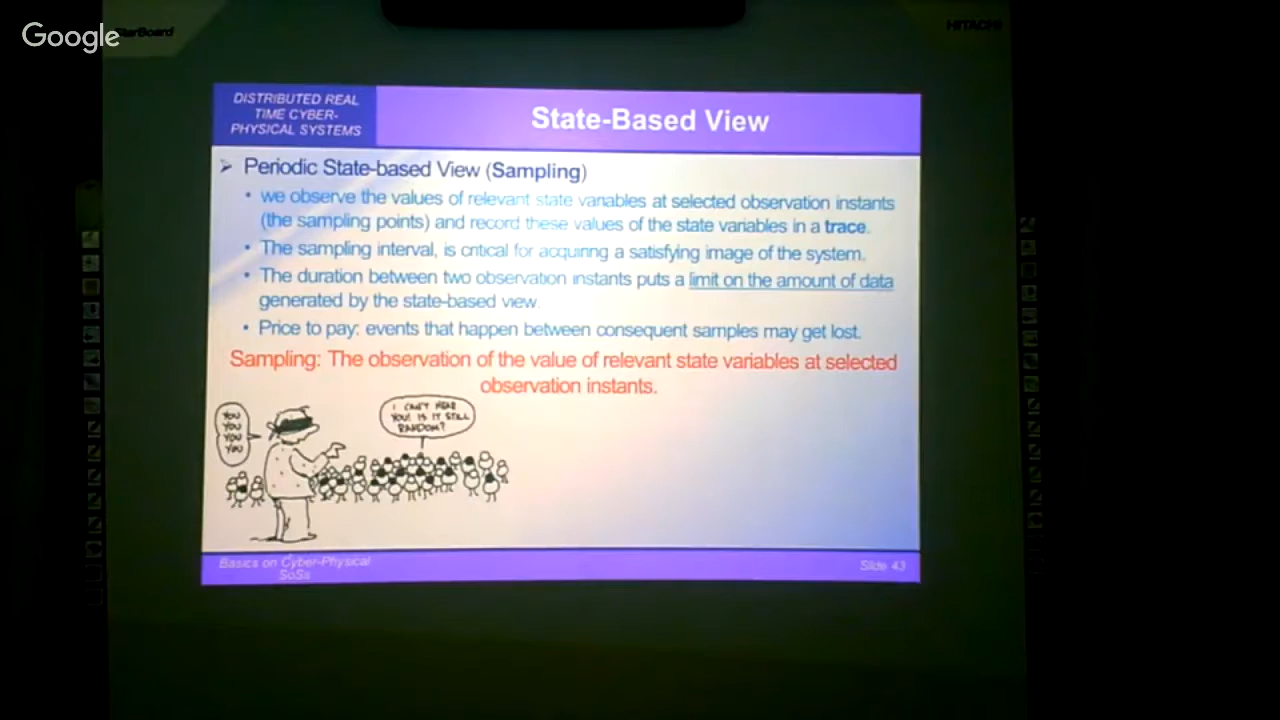 Google
StarBoard
HITACHI
DISTRIBUTED REAL
TIME CYBER-
PHYSICAL SYSTEMS
State-Based View
➢ Periodic State-based View (Sampling)
• we observe the values of relevant state variables at selected observation instants
(the sampling points) and record these values of the state variables in a trace.
• The sampling interval, is critical for acquiring a satisfying image of the system.
• The duration between two observation instants puts a limit on the amount of data
generated by the state-based view.
• Price to pay: events that happen between consequent samples may get lost.
Sampling: The observation of the value of relevant state variables at selected
observation instants.
YOU
YOU
YOU
YOU
I CAN'T HEAR
YOU! IS IT STILL
RANDOM?
Basics on Cyber-Physical
SoSs
Slide 43